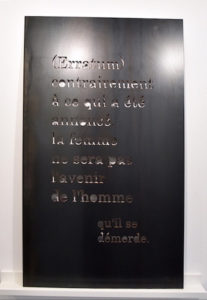 (Erratum)
contrairement
à ce qui a été
annoncé
la femme
ne sera pas
l'avenir
de l'homme
qu'il se
démerde.